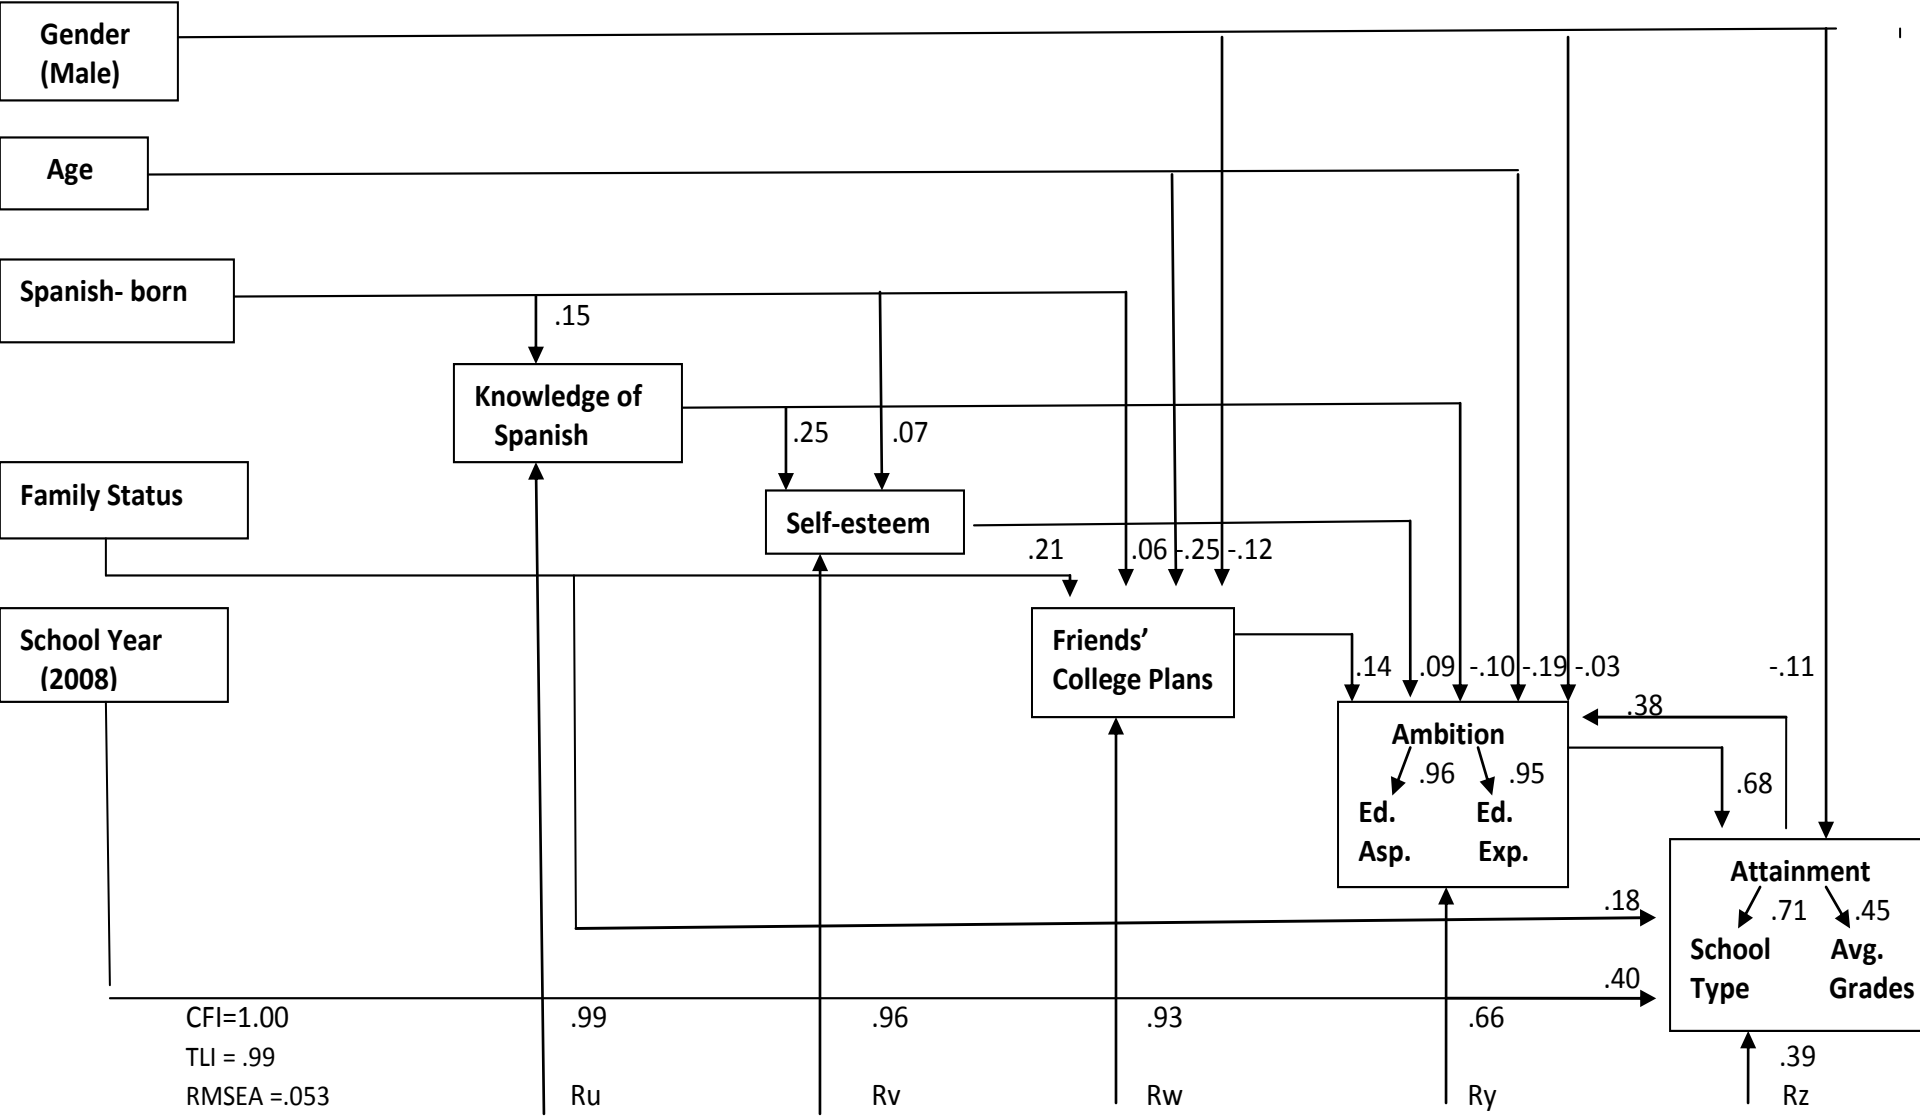 Gender
(Male)
Age
Spanish- born
.15
Knowledge of
Spanish
.25
.07
Family Status
Self-esteem
.21
.06
-.25
-.12
School Year
(2008)
Friends’
College Plans
.14
.09
-.10
-.19
-.03
-.11
.38
Ambition
.96
.95
.68
Ed.
Asp.
Ed.
Exp.
Attainment
.18
.71
.45
School
Type
Avg.
Grades
.40
CFI=1.00
.99
.96
.93
.66
TLI = .99
.39
RMSEA =.053
Ru
Rv
Rw
Ry
Rz